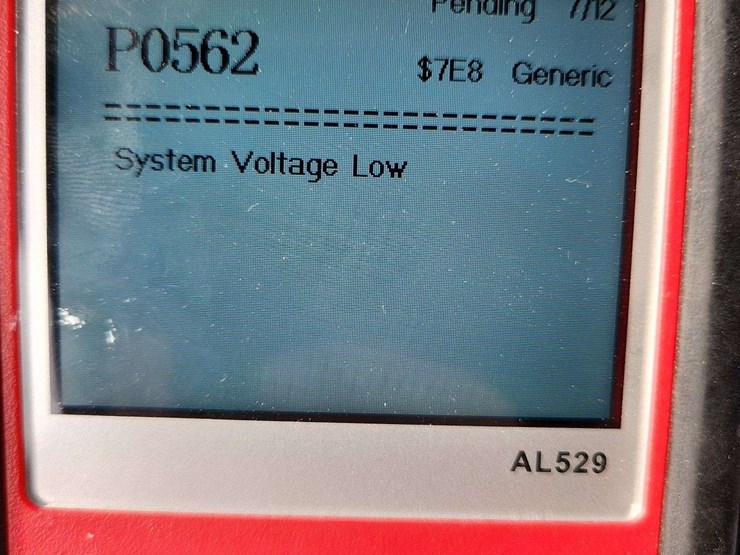 Pending 7/12
P0562
$7E8 Generic
==========================
System Voltage Low
AL529